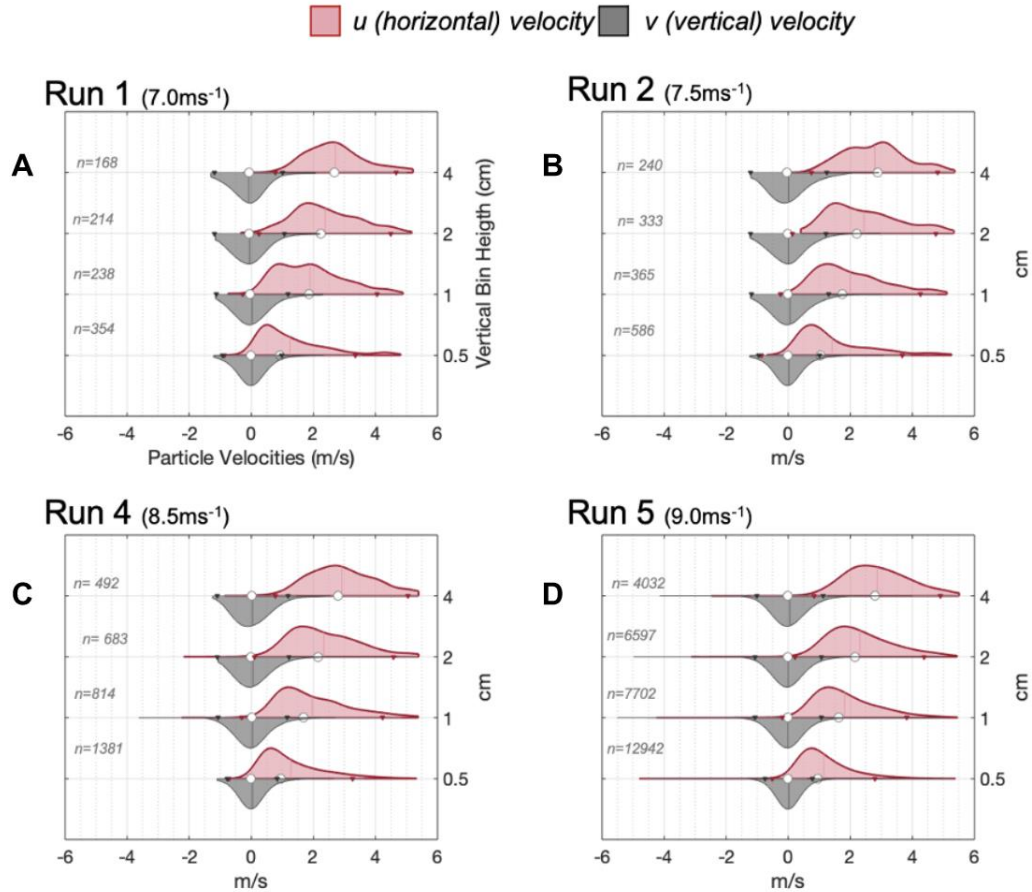 u (horizontal) velocity v (vertical) velocity
Run 1 (7.0ms-1)
A
n=168
n=214
n=238
n=354
4
2
1
0.5
Vertical Bin Heigth (cm)
-6 -4 -2 0 2 4 6
Particle Velocities (m/s)
Run 2 (7.5ms-1)
B
n= 240
n= 333
n=365
n=586
4
2
1
0.5
cm
-6 -4 -2 0 2 4 6
m/s
Run 4 (8.5ms-1)
C
n= 492
n= 683
n=814
n=1381
4
2
1
0.5
cm
-6 -4 -2 0 2 4 6
m/s
Run 5 (9.0ms-1)
D
n= 4032
n=6597
n=7702
n=12942
4
2
1
0.5
cm
-6 -4 -2 0 2 4 6
m/s